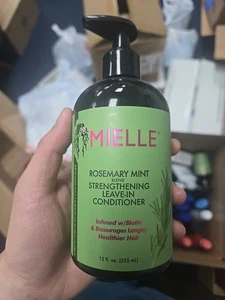 MIELLE
ROSEMARY MINT
BLEND
STRENGTHENING
LEAVE-IN
CONDITIONER
Infused w/Biotin
& Encourages Longer,
Healthier Hair
12 fl. oz. (355 mL)